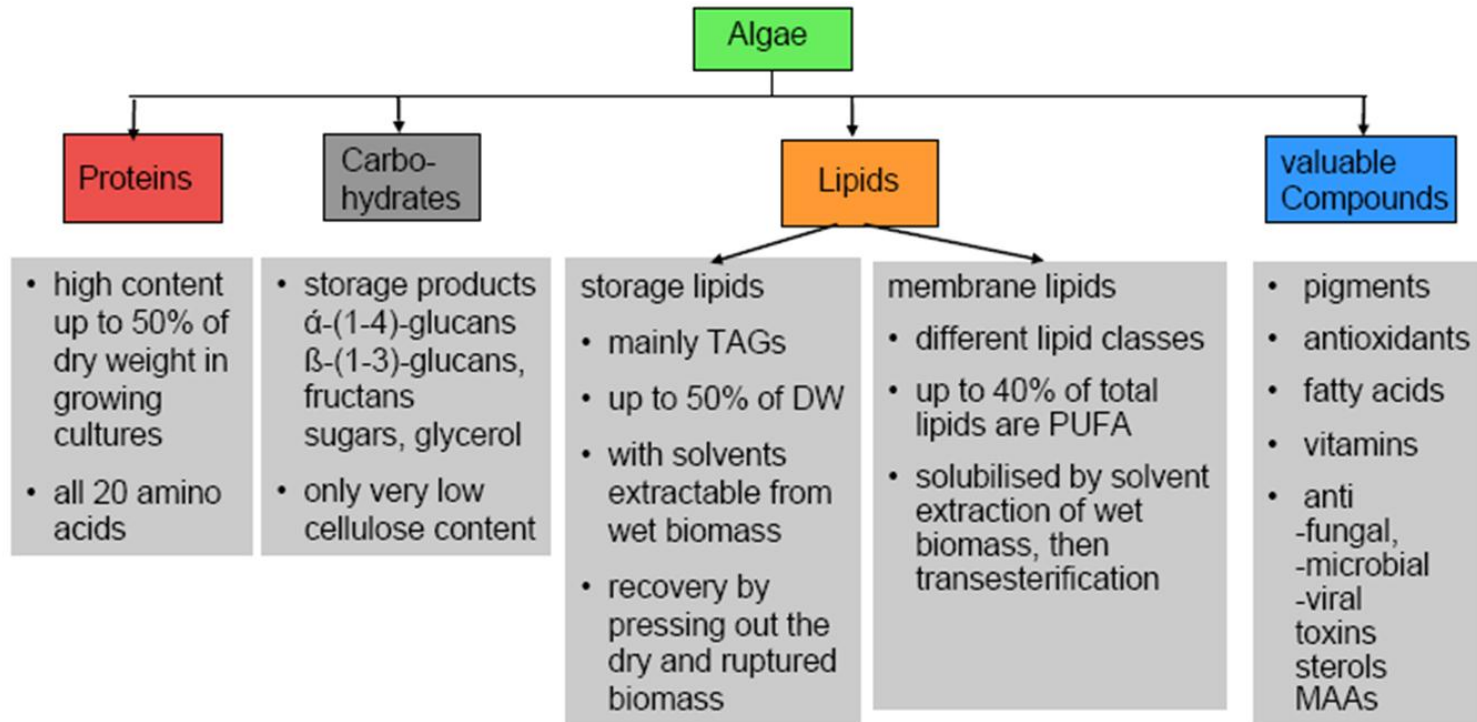 Algae
Proteins
Carbo-
hydrates
Lipids
valuable
Compounds
• high content
up to 50% of
dry weight in
growing
cultures
• all 20 amino
acids
• storage products
ά-(1-4)-glucans
ß-(1-3)-glucans,
fructans
sugars, glycerol
• only very low
cellulose content
storage lipids
• mainly TAGs
• up to 50% of DW
• with solvents
extractable from
wet biomass
• recovery by
pressing out the
dry and ruptured
biomass
membrane lipids
• different lipid classes
• up to 40% of total
lipids are PUFA
• solubilised by solvent
extraction of wet
biomass, then
transesterification
• pigments
• antioxidants
• fatty acids
• vitamins
• anti
-fungal,
-microbial
-viral
toxins
sterols
MAAs